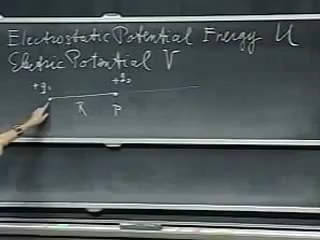 Electrostatic Potential Energy U
Electric Potential V
+q₁ +q₂
R P